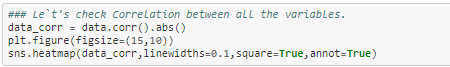 ### Le`t's check Correlation between all the variables.
data_corr = data.corr().abs()
plt.figure(figsize=(15,10))
sns.heatmap(data_corr,linewidths=0.1,square=True,annot=True)